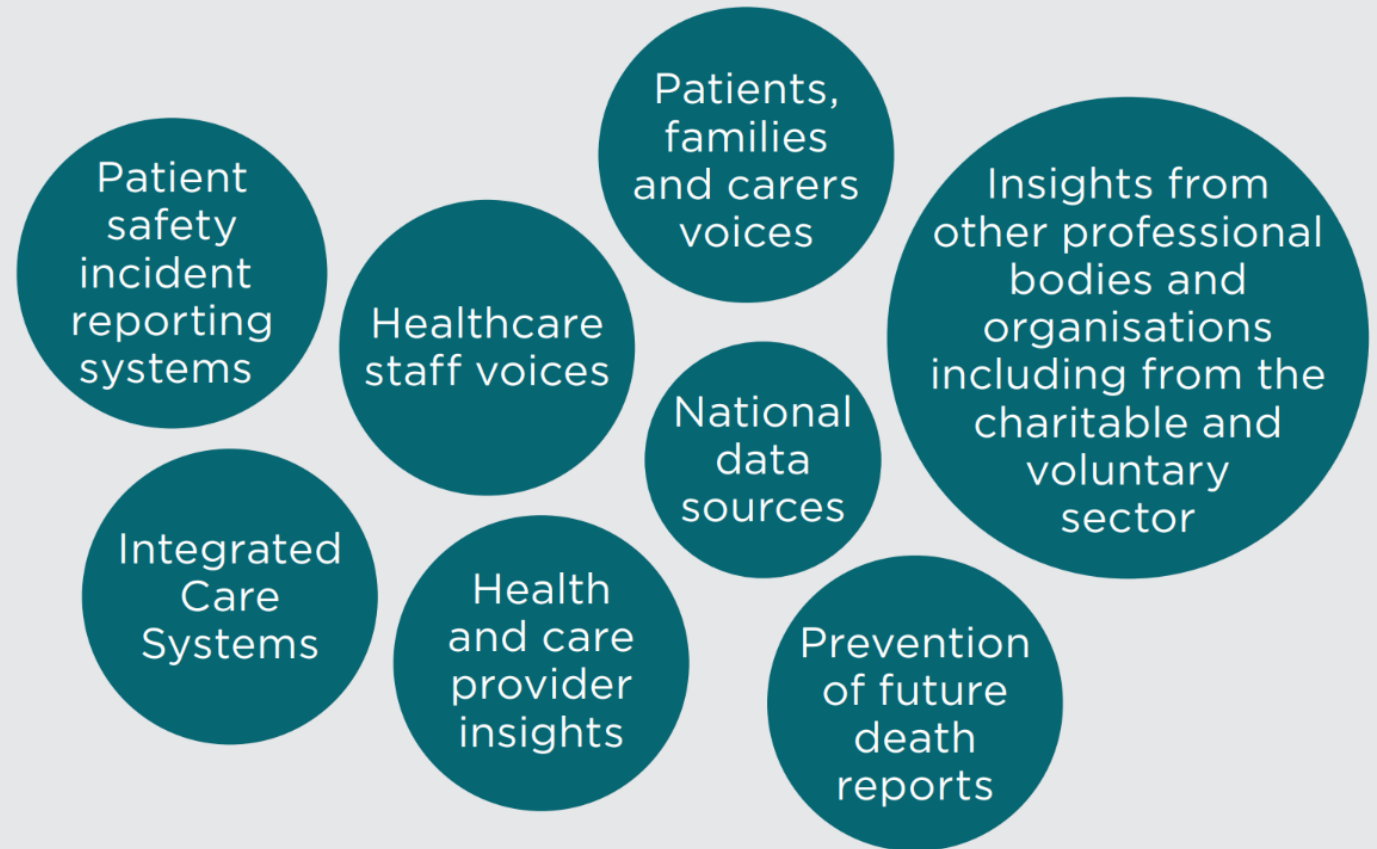 Patient
safety
incident
reporting
systems
Healthcare
staff voices
Patients,
families
and carers
voices
National
data
sources
Insights from
other professional
bodies and
organisations
including from the
charitable and
voluntary
sector
Integrated
Care
Systems
Health
and care
provider
insights
Prevention
of future
death
reports